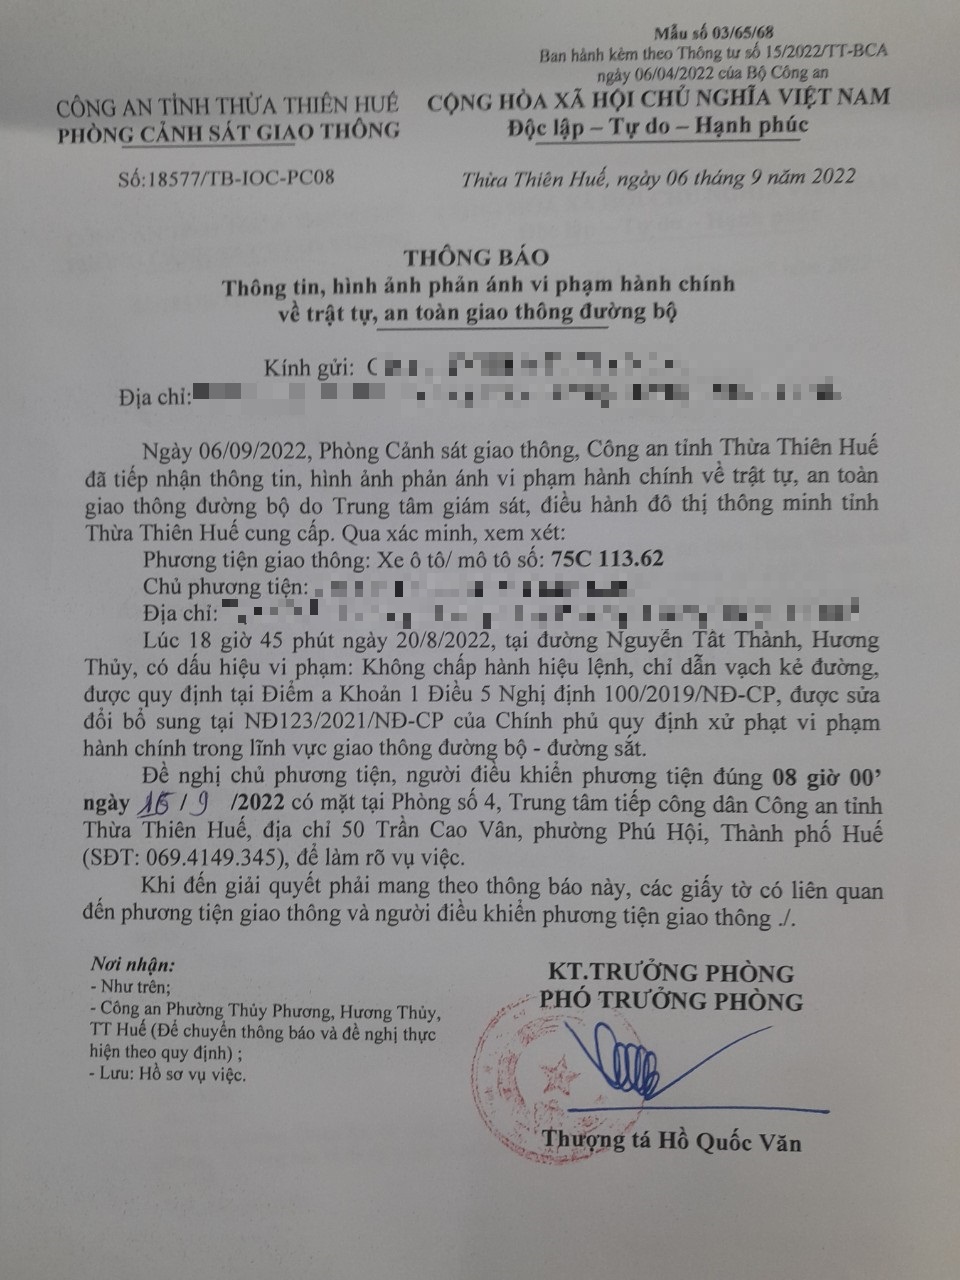 Mẫu số 03/65/68
Ban hành kèm theo Thông tư số 15/2022/TT-BCA
ngày 06/04/2022 của Bộ Công an
CÔNG AN TỈNH THỪA THIÊN HUẾ
PHÒNG CẢNH SÁT GIAO THÔNG
CỘNG HÒA XÃ HỘI CHỦ NGHĨA VIỆT NAM
Độc lập – Tự do – Hạnh phúc
Số:18577/TB-IOC-PC08
Thừa Thiên Huế, ngày 06 tháng 9 năm 2022
THÔNG BÁO
Thông tin, hình ảnh phản ánh vi phạm hành chính
về trật tự, an toàn giao thông đường bộ
Kính gửi:
Địa chỉ:
Ngày 06/09/2022, Phòng Cảnh sát giao thông, Công an tỉnh Thừa Thiên Huế
đã tiếp nhận thông tin, hình ảnh phản ánh vi phạm hành chính về trật tự, an toàn
giao thông đường bộ do Trung tâm giám sát, điều hành đô thị thông minh tỉnh
Thừa Thiên Huế cung cấp. Qua xác minh, xem xét:
Phương tiện giao thông: Xe ô tô/ mô tô số: 75C 113.62
Chủ phương tiện:
Địa chỉ:
Lúc 18 giờ 45 phút ngày 20/8/2022, tại đường Nguyễn Tất Thành, Hương
Thủy, có dấu hiệu vi phạm: Không chấp hành hiệu lệnh, chỉ dẫn vạch kẻ đường,
được quy định tại Điểm a Khoản 1 Điều 5 Nghị định 100/2019/NĐ-CP, được sửa
đổi bổ sung tại NĐ123/2021/NĐ-CP của Chính phủ quy định xử phạt vi phạm
hành chính trong lĩnh vực giao thông đường bộ - đường sắt.
Đề nghị chủ phương tiện, người điều khiển phương tiện đúng 08 giờ 00’
ngày / 9 /2022 có mặt tại Phòng số 4, Trung tâm tiếp công dân Công an tỉnh
Thừa Thiên Huế, địa chỉ 50 Trần Cao Vân, phường Phú Hội, Thành phố Huế
(SĐT: 069.4149.345), để làm rõ vụ việc.
Khi đến giải quyết phải mang theo thông báo này, các giấy tờ có liên quan
đến phương tiện giao thông và người điều khiển phương tiện giao thông ./.
Nơi nhận:
- Như trên;
- Công an Phường Thủy Phương, Hương Thủy,
TT Huế (Để chuyển thông báo và đề nghị thực
hiện theo quy định) ;
- Lưu: Hồ sơ vụ việc.
KT.TRƯỞNG PHÒNG
PHÓ TRƯỞNG PHÒNG
Thượng tá Hồ Quốc Văn